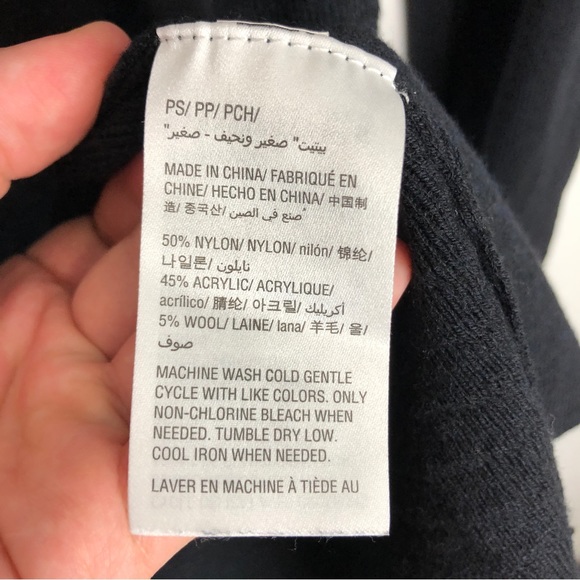 PS/ PP/ PCH/
بيتيت" صغير ونحيف - صغير"
MADE IN CHINA/ FABRIQUÉ EN
CHINE/ HECHO EN CHINA/ 中国制
造/ 중국산/ صنع في الصين/
50% NYLON/ NYLON/ nilón/ 锦纶/
나일론/ نايلون/
45% ACRYLIC/ ACRYLIQUE/
acrílico/ 腈纶/ 아크릴/ أكريليك/
5% WOOL/ LAINE/ lana/ 羊毛/ 울/
صوف
MACHINE WASH COLD GENTLE
CYCLE WITH LIKE COLORS. ONLY
NON-CHLORINE BLEACH WHEN
NEEDED. TUMBLE DRY LOW.
COOL IRON WHEN NEEDED.
LAVER EN MACHINE À TIÈDE AU